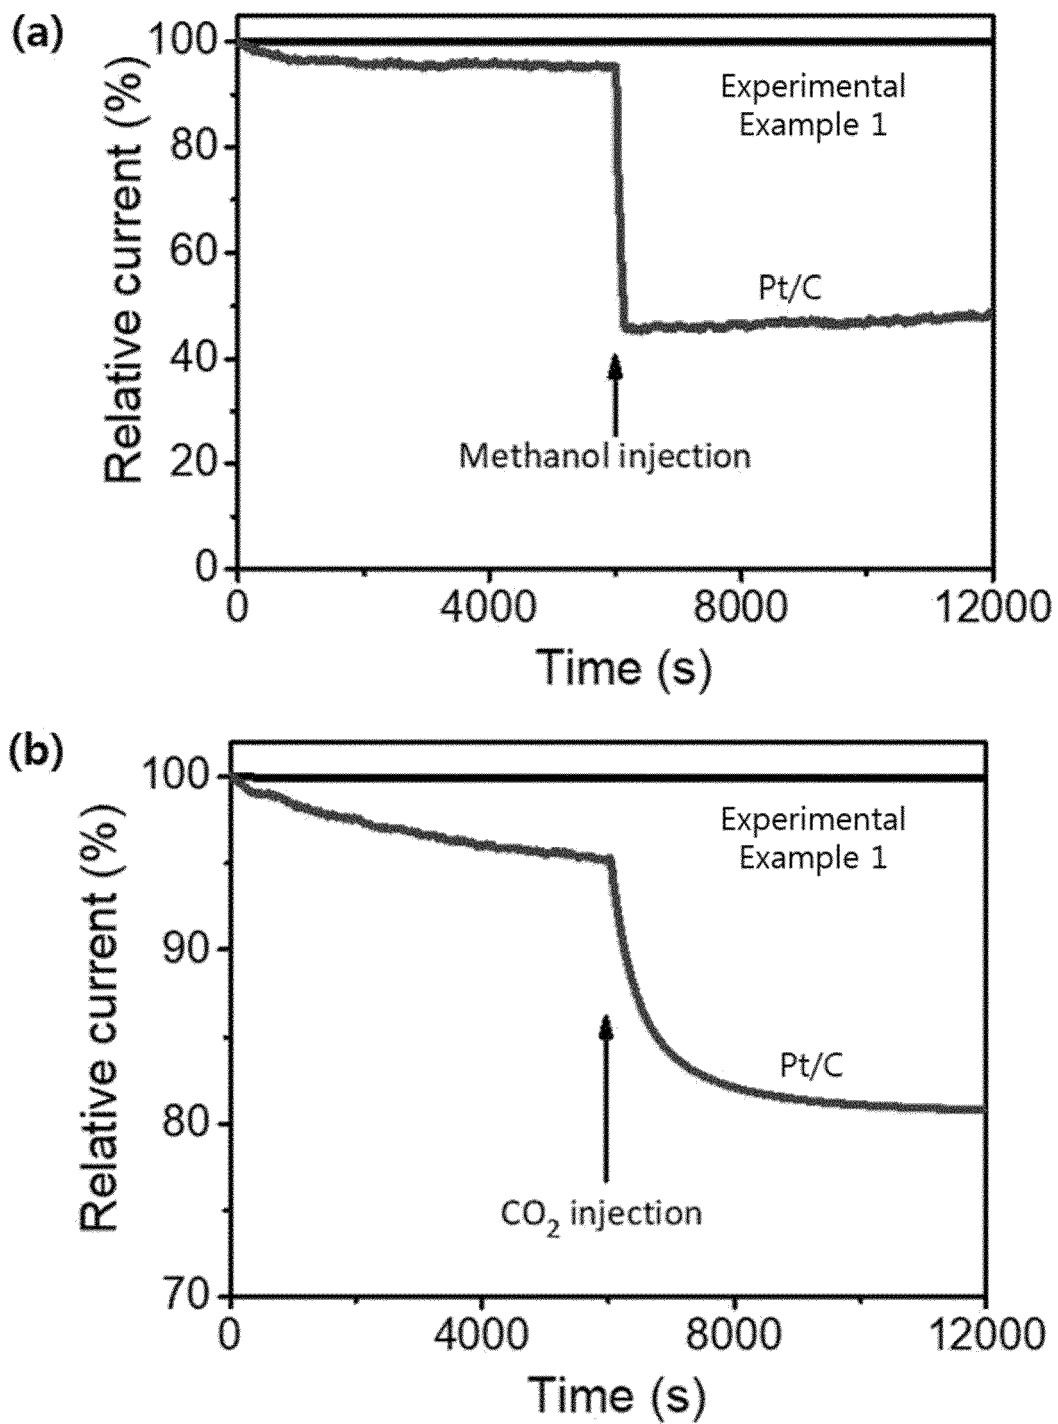 (a)
Relative current (%)
100
80
60
40
20
0
Experimental
Example 1
Pt/C
Methanol injection
0 4000 8000 12000
Time (s)
(b)
Relative current (%)
100
90
80
70
Experimental
Example 1
Pt/C
CO₂ injection
0 4000 8000 12000
Time (s)